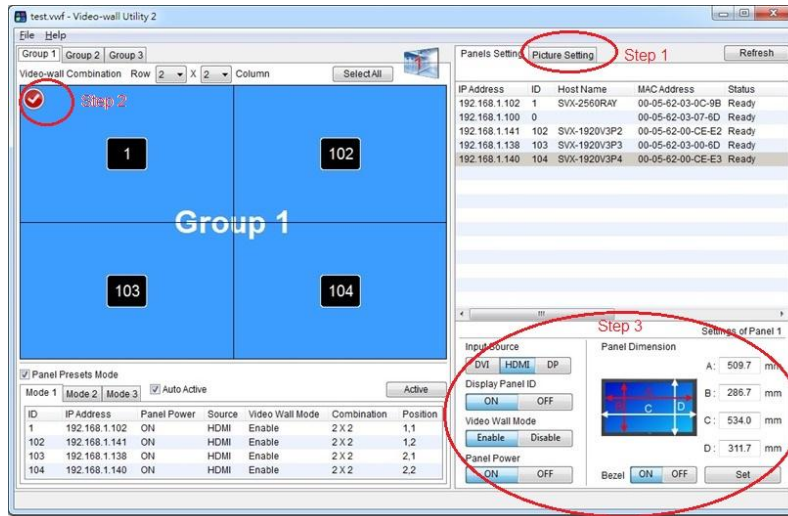 test.vwf - Video-wall Utility 2
File Help
Group 1 Group 2 Group 3
Video-wall Combination Row 2 X 2 Column Select All
1
Step 2
1
102
Group 1
103
104
Panel Presets Mode
Mode 1 Mode 2 Mode 3 Auto Active Active
ID IP Address Panel Power Source Video Wall Mode Combination Position
1 192.168.1.102 ON HDMI Enable 2 X 2 1,1
102 192.168.1.141 ON HDMI Enable 2 X 2 1,2
103 192.168.1.138 ON HDMI Enable 2 X 2 2,1
104 192.168.1.140 ON HDMI Enable 2 X 2 2,2
Panels Setting Picture Setting Step 1 Refresh
IP Address ID Host Name MAC Address Status
192.168.1.102 1 SVX-2560RAY 00-05-62-03-0C-9B Ready
192.168.1.100 0 00-05-62-03-07-6D Ready
192.168.1.141 102 SVX-1920V3P2 00-05-62-00-CE-E2 Ready
192.168.1.138 103 SVX-1920V3P3 00-05-62-03-00-6D Ready
192.168.1.140 104 SVX-1920V3P4 00-05-62-00-CE-E3 Ready
Step 3
Settings of Panel 1
Input Source
DVI HDMI DP
Display Panel ID
ON OFF
Video Wall Mode
Enable Disable
Panel Power
ON OFF
Panel Dimension
A
B
C
D
A: 509.7 mm
B: 286.7 mm
C: 534.0 mm
D: 311.7 mm
Bezel ON OFF Set